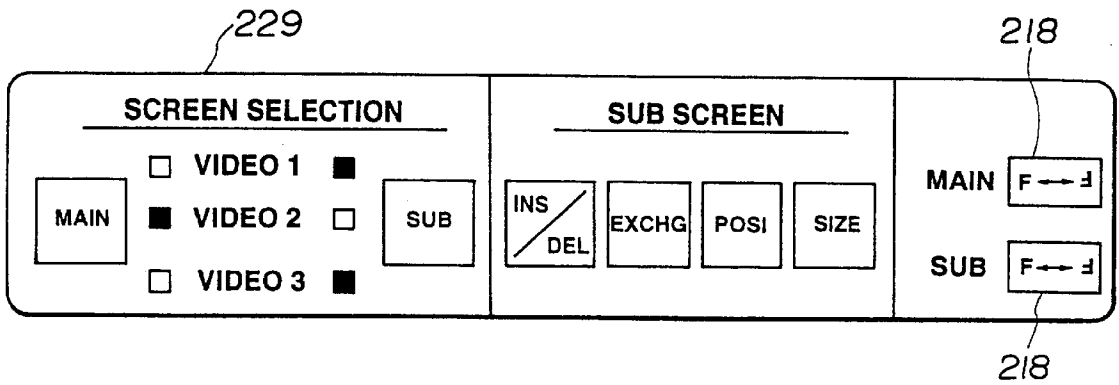 229
218
SCREEN SELECTION
MAIN
VIDEO 1
VIDEO 2
VIDEO 3
SUB
SUB SCREEN
INS
DEL
EXCHG
POSI
SIZE
MAIN F↔Ⅎ
SUB F↔Ⅎ
218